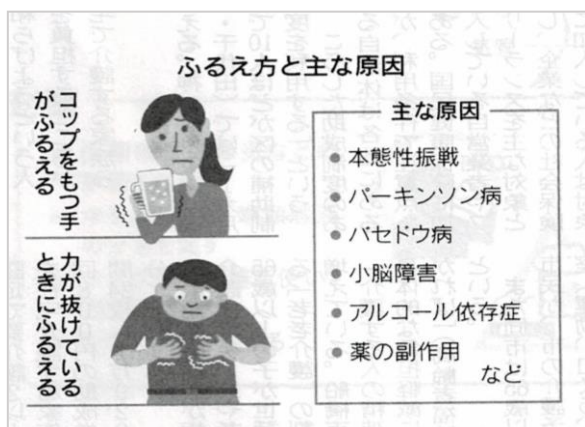 ふるえ方と主な原因
コップをもつ手
がふるえる
力が抜けている
ときにふるえる
主な原因
● 本態性振戦
● パーキンソン病
● バセドウ病
● 小脳障害
● アルコール依存症
● 薬の副作用
など